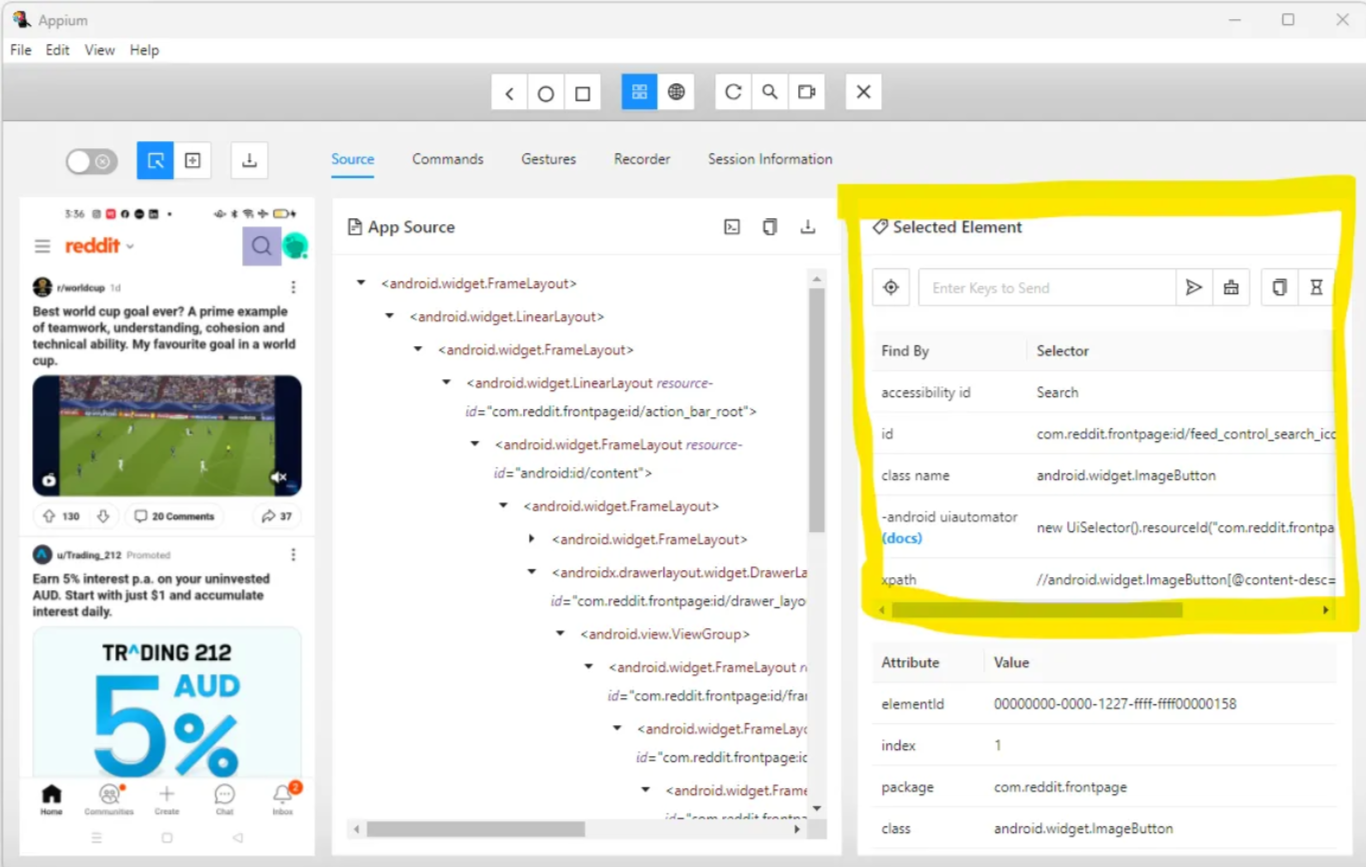 Appium
File Edit View Help
Source Commands Gestures Recorder Session Information
3:36
reddit
r/worldcup 1d
Best world cup goal ever? A prime example
of teamwork, understanding, cohesion and
technical ability. My favourite goal in a world
cup.
130 20 Comments 37
u/Trading_212 Promoted
Earn 5% interest p.a. on your uninvested
AUD. Start with just $1 and accumulate
interest daily.
TRADING 212
5% AUD
Home Communities Create Chat Inbox
2
App Source
<android.widget.FrameLayout>
<android.widget.LinearLayout>
<android.widget.FrameLayout>
<android.widget.LinearLayout resource-
id="com.reddit.frontpage:id/action_bar_root">
<android.widget.FrameLayout resource-
id="android:id/content">
<android.widget.FrameLayout>
<android.widget.FrameLayout>
<androidx.drawerlayout.widget.DrawerLa
id="com.reddit.frontpage:id/drawer_layo
<android.view.ViewGroup>
<android.widget.FrameLayout r
id="com.reddit.frontpage:id/fra
<android.widget.FrameLayo
id="com.reddit.frontpage:id
<android.widget.Frame
Selected Element
Enter Keys to Send
Find By Selector
accessibility id Search
id com.reddit.frontpage:id/feed_control_search_ico
class name android.widget.ImageButton
-android uiautomator
(docs)
new UiSelector().resourceId("com.reddit.frontpa
xpath //android.widget.ImageButton[@content-desc=
Attribute Value
elementId 00000000-0000-1227-ffff-ffff00000158
index 1
package com.reddit.frontpage
class android.widget.ImageButton